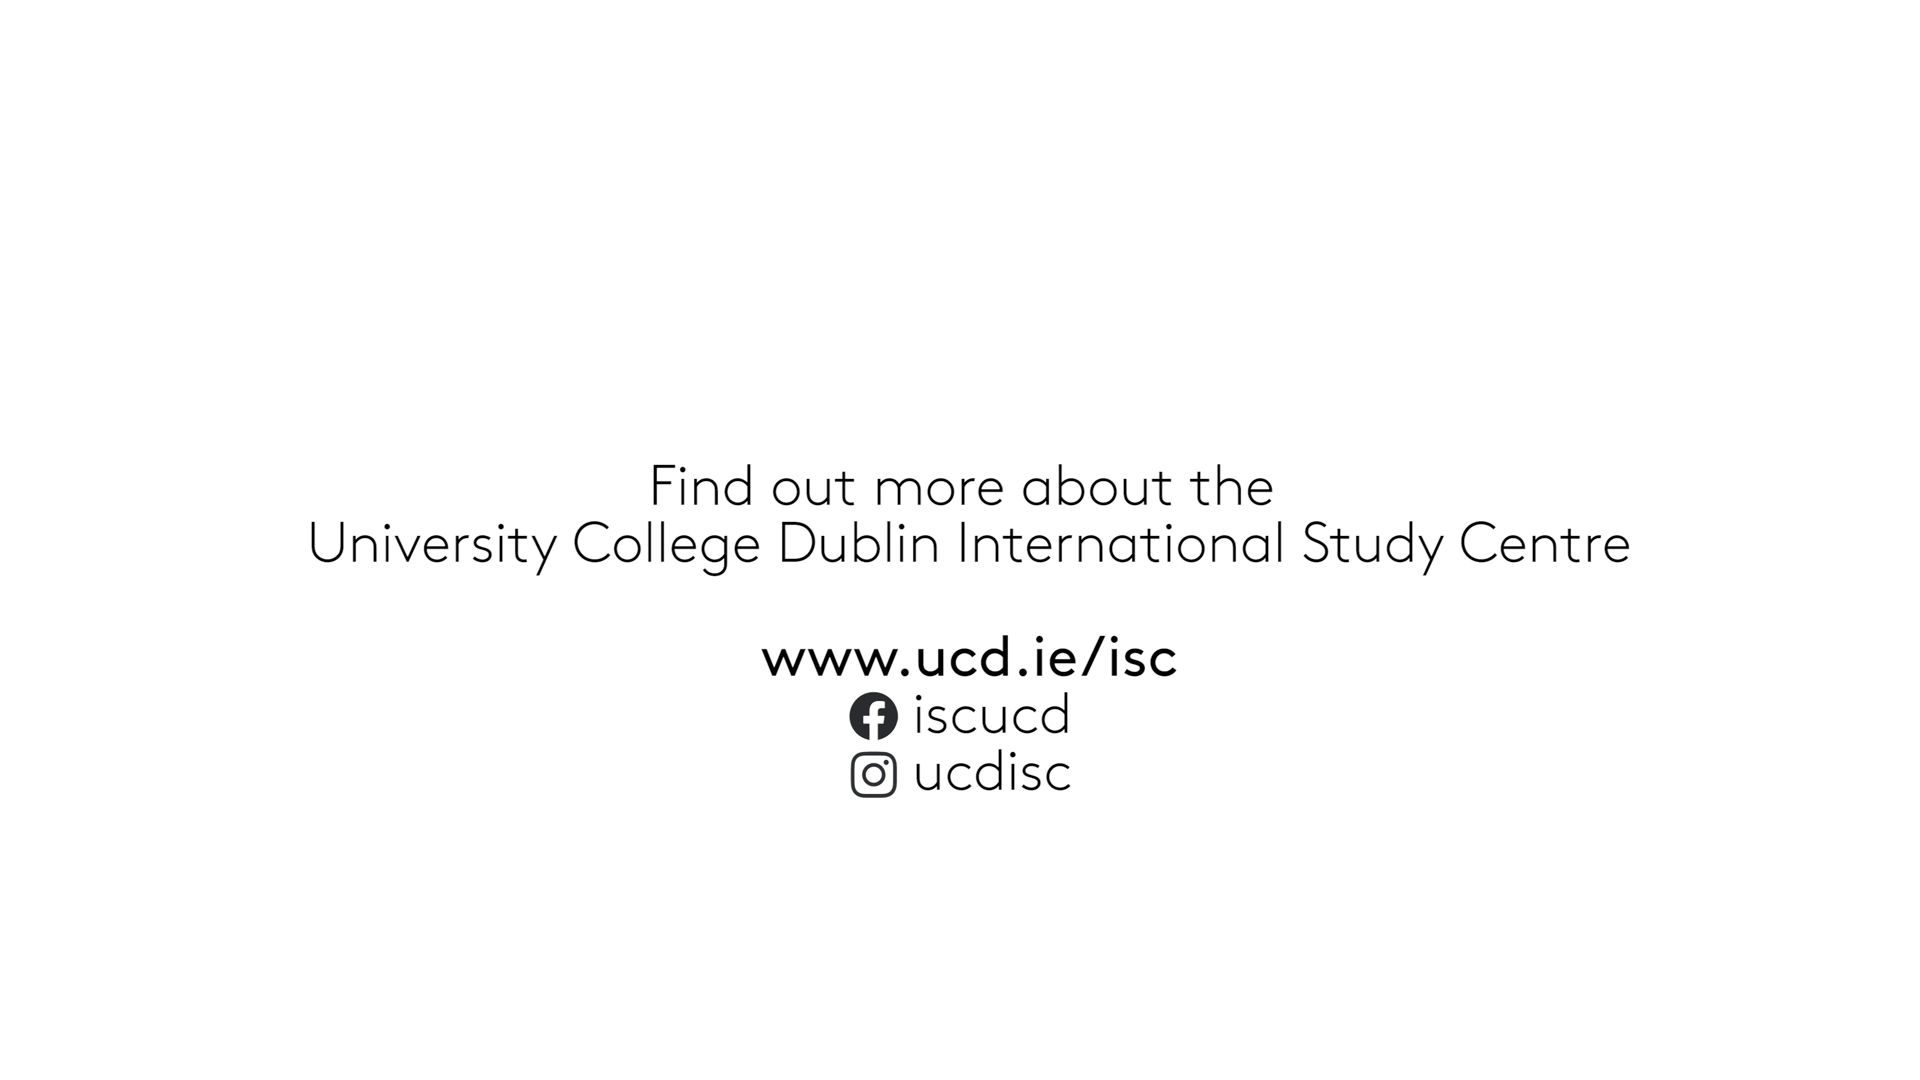 Find out more about the
University College Dublin International Study Centre
www.ucd.ie/isc
iscucd
ucdisc